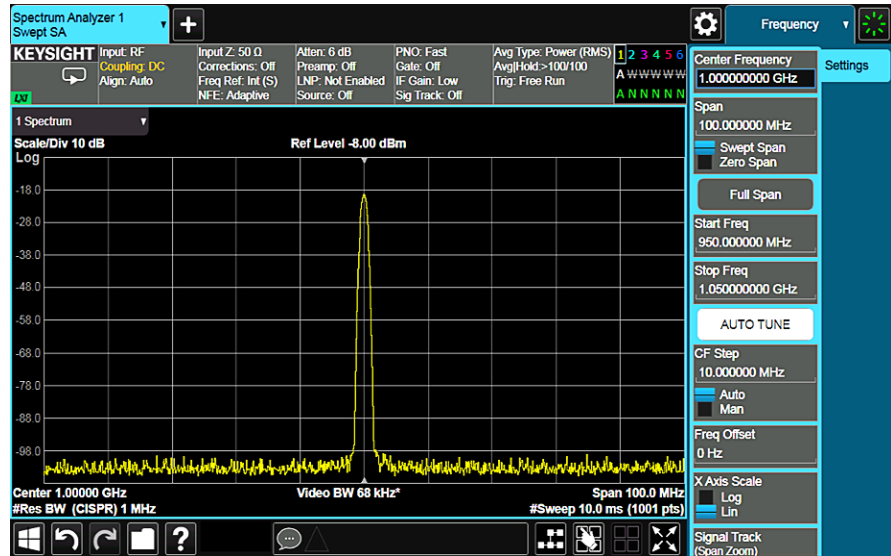 Spectrum Analyzer 1
Swept SA
+
Frequency
KEYSIGHT
LXI
Input: RF
Coupling: DC
Align: Auto
Input Z: 50 Ω
Corrections: Off
Freq Ref: Int (S)
NFE: Adaptive
Atten: 6 dB
Preamp: Off
LNP: Not Enabled
Source: Off
PNO: Fast
Gate: Off
IF Gain: Low
Sig Track: Off
Avg Type: Power (RMS)
Avg|Hold:>100/100
Trig: Free Run
1 2 3 4 5 6
A W W W W W
A N N N N N
1 Spectrum
Scale/Div 10 dB
Ref Level -8.00 dBm
Log
-18.0
-28.0
-38.0
-48.0
-58.0
-68.0
-78.0
-88.0
-98.0
Center 1.00000 GHz
Video BW 68 kHz*
Span 100.0 MHz
#Res BW (CISPR) 1 MHz
#Sweep 10.0 ms (1001 pts)
?
Center Frequency
1.000000000 GHz
Settings
Span
100.000000 MHz
Swept Span
Zero Span
Full Span
Start Freq
950.000000 MHz
Stop Freq
1.050000000 GHz
AUTO TUNE
CF Step
10.000000 MHz
Auto
Man
Freq Offset
0 Hz
X Axis Scale
Log
Lin
Signal Track
(Span Zoom)